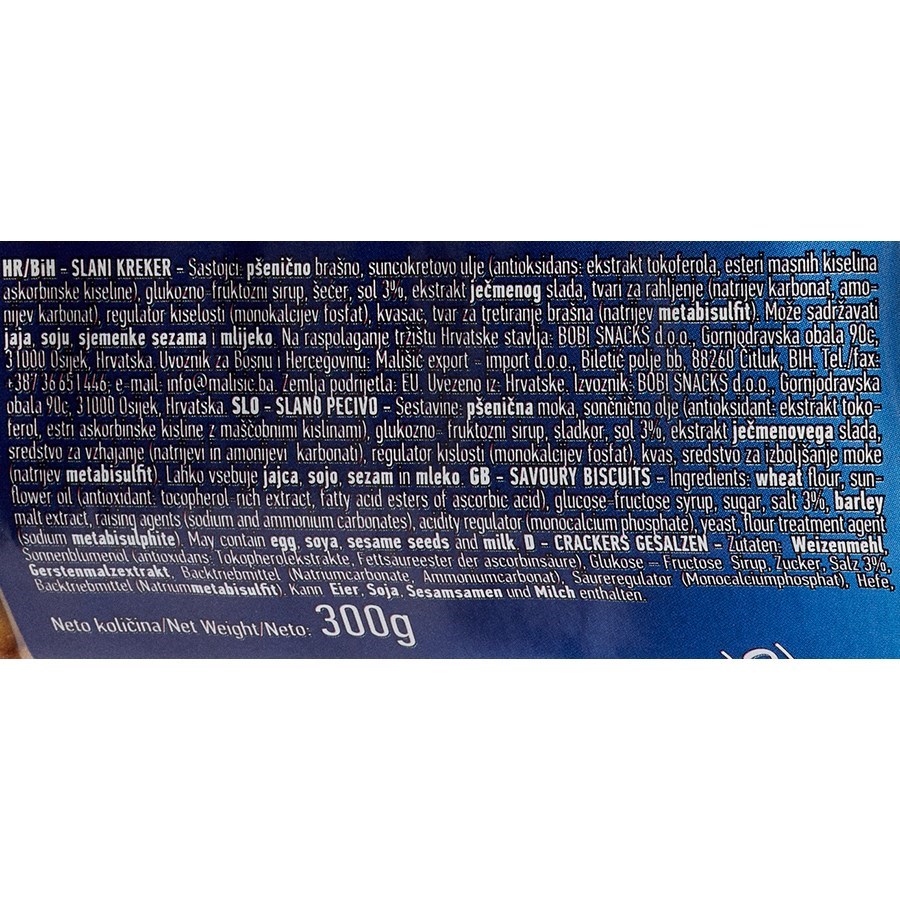 HR/BiH – SLANI KREKER – Sastojci: pšenično brašno, suncokretovo ulje (antioksidans: ekstrakt tokoferola, esteri masnih kiselina
askorbinske kiseline), glukozno-fruktozni sirup, šećer, sol 3%, ekstrakt ječmenog slada, tvari za rahljenje (natrijev karbonat, amo-
nijev karbonat), regulator kiselosti (monokalcijev fosfat), kvasac, tvar za tretiranje brašna (natrijev metabisulfit). Može sadržavati
jaja, soju, sjemenke sezama i mlijeko. Na raspolaganje tržištu Hrvatske stavlja: BOBI SNACKS d.o.o., Gornjodravska obala 90c,
31000 Osijek, Hrvatska. Uvoznik za Bosnu i Hercegovinu: Mališić export – import d.o.o., Biletić polje bb, 88260 Čitluk, BIH, Tel./fax:
+387 36 651 446; e-mail: info@malisic.ba. Zemlja podrijetla: EU. Uvezeno iz: Hrvatske. Izvoznik: BOBI SNACKS d.o.o., Gornjodravska
obala 90c, 31000 Osijek, Hrvatska. SLO – SLANO PECIVO – Sestavine: pšenična moka, sončnično olje (antioksidant: ekstrakt toko-
ferol, estri askorbinske kisline z maščobnimi kislinami), glukozno- fruktozni sirup, sladkor, sol 3%, ekstrakt ječmenovega slada,
sredstvo za vzhajanje (natrijevi in amonijevi karbonati), regulator kislosti (monokalcijev fosfat), kvas, sredstvo za izboljšanje moke
(natrijev metabisulfit). Lahko vsebuje jajca, sojo, sezam in mleko. GB – SAVOURY BISCUITS – Ingredients: wheat flour, sun-
flower oil (antioxidant: tocopherol-rich extract, fatty acid esters of ascorbic acid), glucose-fructose syrup, sugar, salt 3%, barley
malt extract, raising agents (sodium and ammonium carbonates), acidity regulator (monocalcium phosphate), yeast, flour treatment agent
(sodium metabisulphite). May contain egg, soya, sesame seeds and milk. D – CRACKERS GESALZEN – Zutaten: Weizenmehl,
Sonnenblumenöl (antioxidans: Tokopherolekstrakte, Fettsaureester der ascorbinsäure), Glukose – Fructose Sirup, Zucker, Salz 3%,
Gerstenmalzextrakt, Backtriebmittel (Natriumcarbonate, Ammoniumcarbonat), Säureregulator (Monocalciumphosphat), Hefe,
Backtriebmittel (Natriummetabisulfit). Kann Eier, Soja, Sesamsamen und Milch enthalten.
Neto količina/Net Weight/Neto: 300g